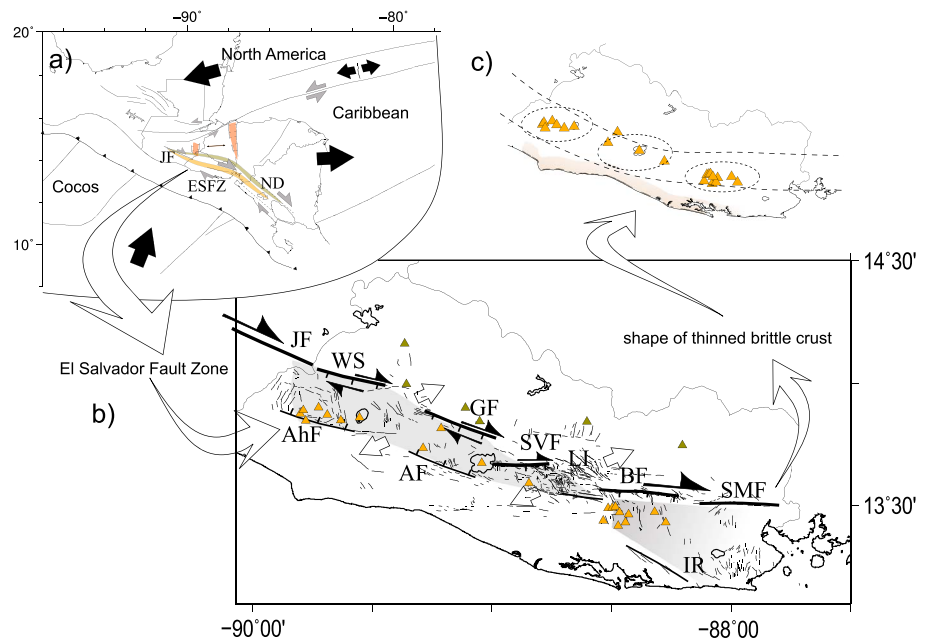 −90˚
−80˚
20˚
a)
North America
c)
Caribbean
JF
Cocos
ESFZ
ND
10˚
14˚30'
JF
shape of thinned brittle crust
WS
El Salvador Fault Zone
b)
GF
AhF
SVF
AF
LI
BF
SMF
13˚30'
IR
−90˚00'
−88˚00'